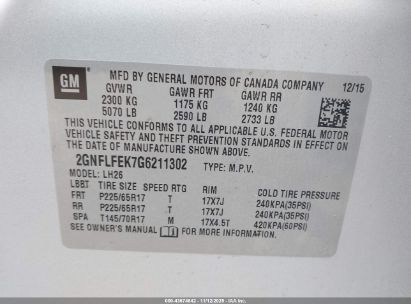 GM
MFD BY GENERAL MOTORS OF CANADA COMPANY
GVWR GAWR FRT GAWR RR 12/15
2300 KG 1175 KG 1240 KG
5070 LB 2590 LB 2733 LB
THIS VEHICLE CONFORMS TO ALL APPLICABLE U.S. FEDERAL MOTOR
VEHICLE SAFETY AND THEFT PREVENTION STANDARDS IN EFFECT ON
THE DATE OF MANUFACTURE SHOWN ABOVE.
2GNFLFEK7G6211302 TYPE: M.P.V.
MODEL: LH26
LBBT TIRE SIZE SPEED RTG RIM COLD TIRE PRESSURE
FRT P225/65R17 17X7J 240KPA(35PSI)
RR P225/65R17 17X7J 240KPA(35PSI)
SPA T145/70R17 M 17X4.5T 420KPA(60PSI)
SEE OWNER'S MANUAL FOR ADDITIONAL INFORMATION.
11/12/2025